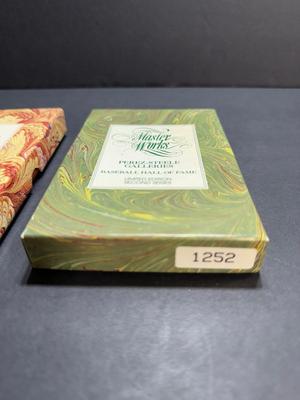 Master
Works
PEREZ-STEELE
GALLERIES
BASEBALL HALL OF FAME
LIMITED EDITION
SECOND SERIES
1252